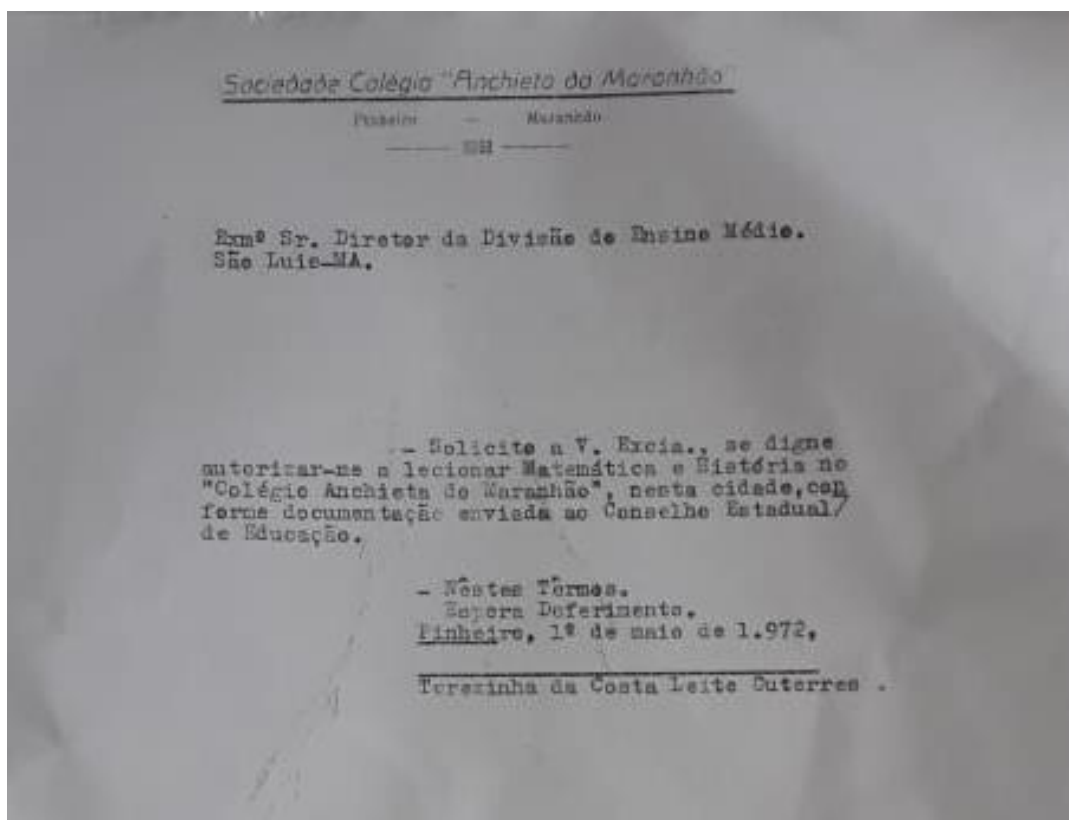 Sociedade Colégio "Anchieta do Maranhão"
Pinheiro — Maranhão
Exmº Sr. Diretor da Divisão de Ensino Médio.
São Luis-MA.
- Solicito a V. Excia., se digne
autorizar-me a lecionar Matemática e História no
"Colégio Anchieta do Maranhão", nesta cidade,con
forme documentação enviada ao Conselho Estadual/
de Educação.
- Nêstes Têrmos.
Espera Deferimento.
Pinheiro, 1º de maio de 1.972,
Terezinha da Costa Leite Guterres .